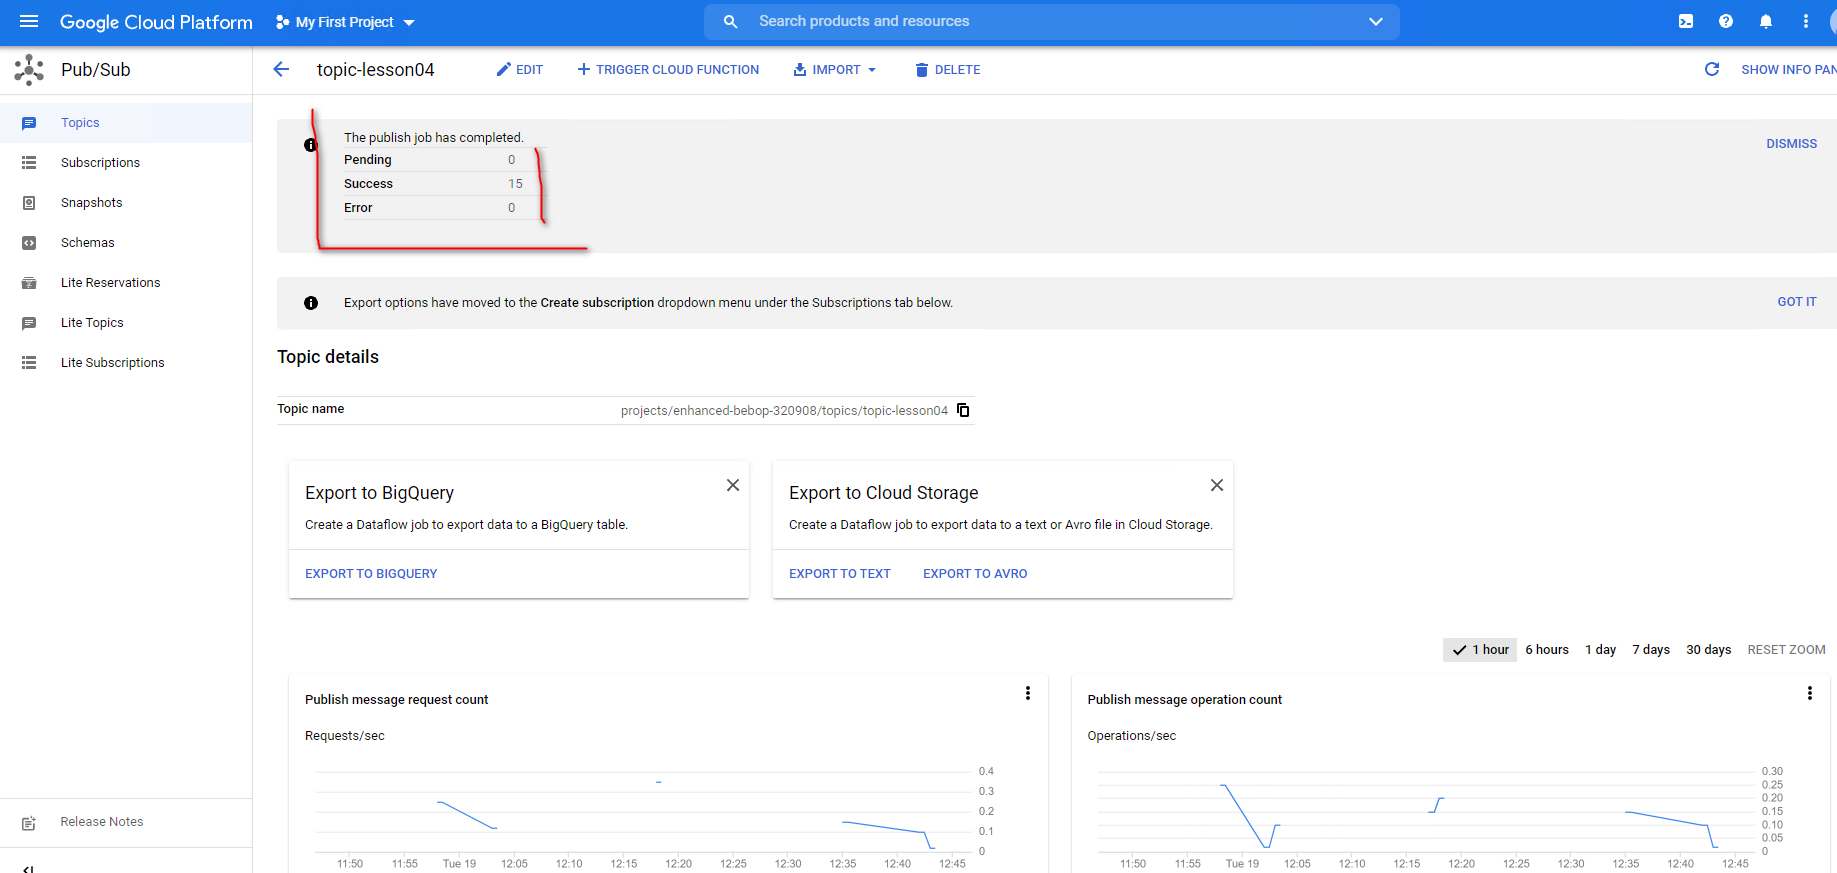 Google Cloud Platform
My First Project
Search products and resources
Pub/Sub
topic-lesson04
EDIT
TRIGGER CLOUD FUNCTION
IMPORT
DELETE
SHOW INFO PAN
Topics
Subscriptions
Snapshots
Schemas
Lite Reservations
Lite Topics
Lite Subscriptions
Release Notes
The publish job has completed.
Pending 0
Success 15
Error 0
DISMISS
Export options have moved to the Create subscription dropdown menu under the Subscriptions tab below.
GOT IT
Topic details
Topic name projects/enhanced-bebop-320908/topics/topic-lesson04
Export to BigQuery
Create a Dataflow job to export data to a BigQuery table.
EXPORT TO BIGQUERY
Export to Cloud Storage
Create a Dataflow job to export data to a text or Avro file in Cloud Storage.
EXPORT TO TEXT EXPORT TO AVRO
1 hour 6 hours 1 day 7 days 30 days RESET ZOOM
Publish message request count
Requests/sec
0.4
0.3
0.2
0.1
0
11:50 11:55 Tue 19 12:05 12:10 12:15 12:20 12:25 12:30 12:35 12:40 12:45
Publish message operation count
Operations/sec
0.30
0.25
0.20
0.15
0.10
0.05
0
11:50 11:55 Tue 19 12:05 12:10 12:15 12:20 12:25 12:30 12:35 12:40 12:45